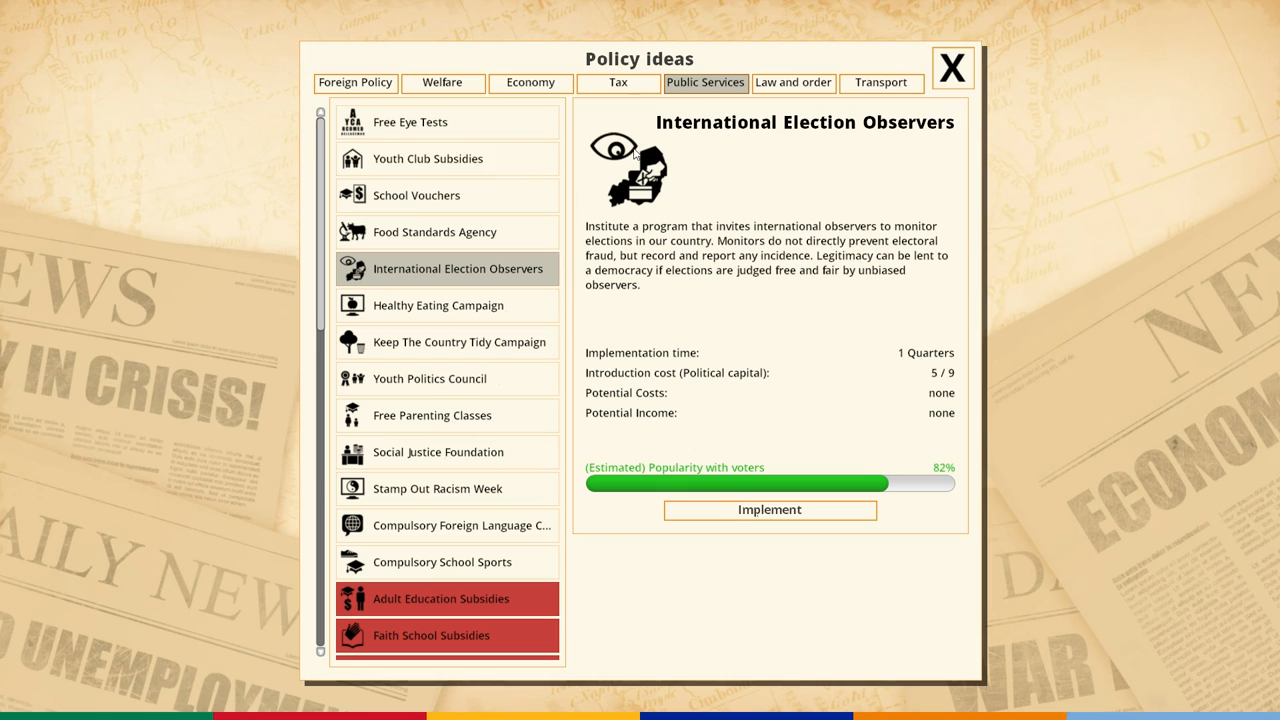 Policy ideas
X
Foreign Policy
Welfare
Economy
Tax
Public Services
Law and order
Transport
Free Eye Tests
Youth Club Subsidies
School Vouchers
Food Standards Agency
International Election Observers
Healthy Eating Campaign
Keep The Country Tidy Campaign
Youth Politics Council
Free Parenting Classes
Social Justice Foundation
Stamp Out Racism Week
Compulsory Foreign Language C...
Compulsory School Sports
Adult Education Subsidies
Faith School Subsidies
International Election Observers
Institute a program that invites international observers to monitor
elections in our country. Monitors do not directly prevent electoral
fraud, but record and report any incidence. Legitimacy can be lent to
a democracy if elections are judged free and fair by unbiased
observers.
Implementation time: 1 Quarters
Introduction cost (Political capital): 5 / 9
Potential Costs: none
Potential Income: none
(Estimated) Popularity with voters 82%
Implement
EWS
Y IN CRISIS!
AILY NEW
UNEMPLOYM
NE
ECONOM
WAR